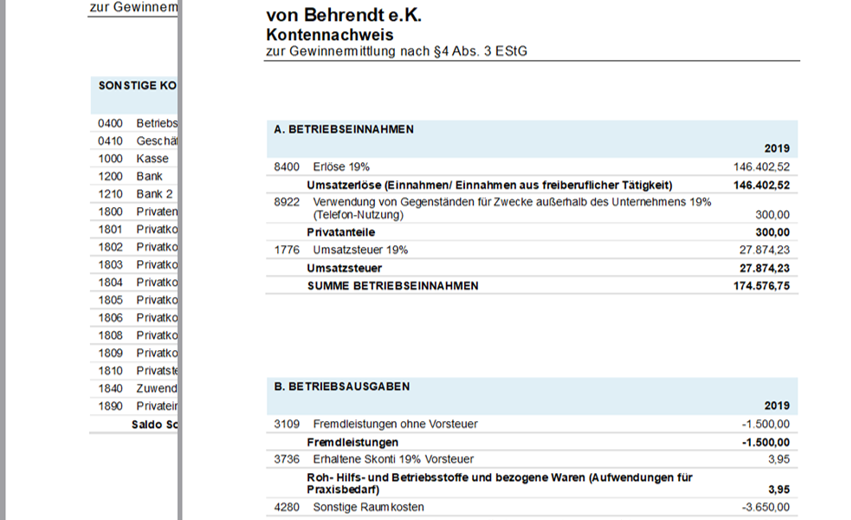 zur Gewinnerm
SONSTIGE KO
0400 Betriebs
0410 Geschä
1000 Kasse
1200 Bank
1210 Bank 2
1800 Privaten
1801 Privatko
1802 Privatko
1803 Privatko
1804 Privatko
1805 Privatko
1806 Privatko
1808 Privatko
1809 Privatko
1810 Privatste
1840 Zuwend
1890 Privatein
Saldo So
von Behrendt e.K.
Kontennachweis
zur Gewinnermittlung nach §4 Abs. 3 EStG
A. BETRIEBSEINNAHMEN
2019
8400 Erlöse 19% 146.402,52
Umsatzerlöse (Einnahmen/ Einnahmen aus freiberuflicher Tätigkeit) 146.402,52
8922 Verwendung von Gegenständen für Zwecke außerhalb des Unternehmens 19%
(Telefon-Nutzung) 300,00
Privatanteile 300,00
1776 Umsatzsteuer 19% 27.874,23
Umsatzsteuer 27.874,23
SUMME BETRIEBSEINNAHMEN 174.576,75
B. BETRIEBSAUSGABEN
2019
3109 Fremdleistungen ohne Vorsteuer -1.500,00
Fremdleistungen -1.500,00
3736 Erhaltene Skonti 19% Vorsteuer 3,95
Roh- Hilfs- und Betriebsstoffe und bezogene Waren (Aufwendungen für
Praxisbedarf) 3,95
4280 Sonstige Raumkosten -3.650,00